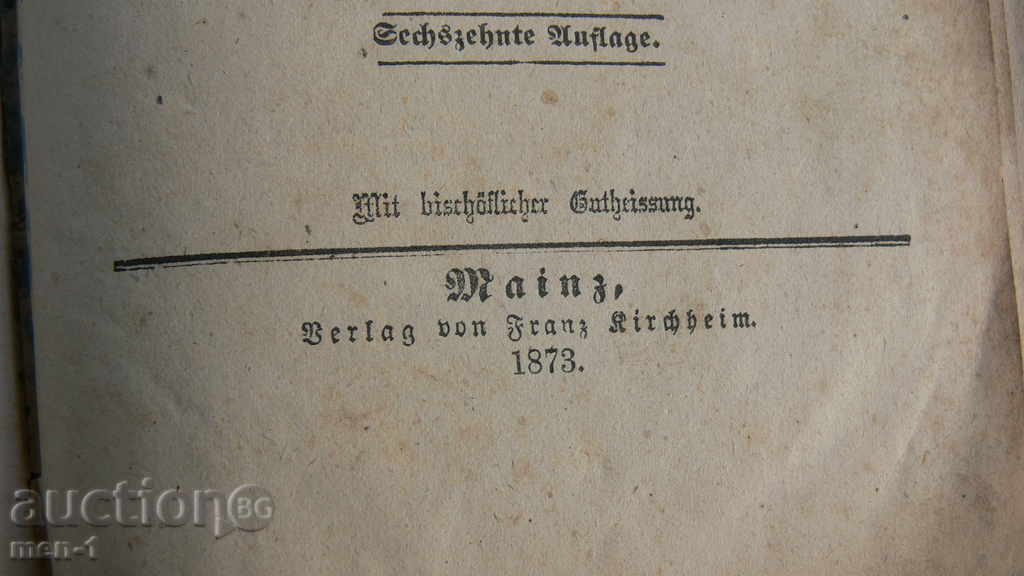 Sechszehnte Auflage.
Mit bischöflicher Gutheissung.
Mainz,
Verlag von Franz Kirchheim.
1873.
auctionBG
men-1